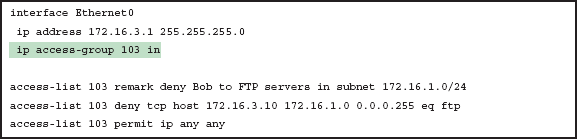 interface Ethernet0
ip address 172.16.3.1 255.255.255.0
ip access-group 103 in
access-list 103 remark deny Bob to FTP servers in subnet 172.16.1.0/24
access-list 103 deny tcp host 172.16.3.10 172.16.1.0 0.0.0.255 eq ftp
access-list 103 permit ip any any